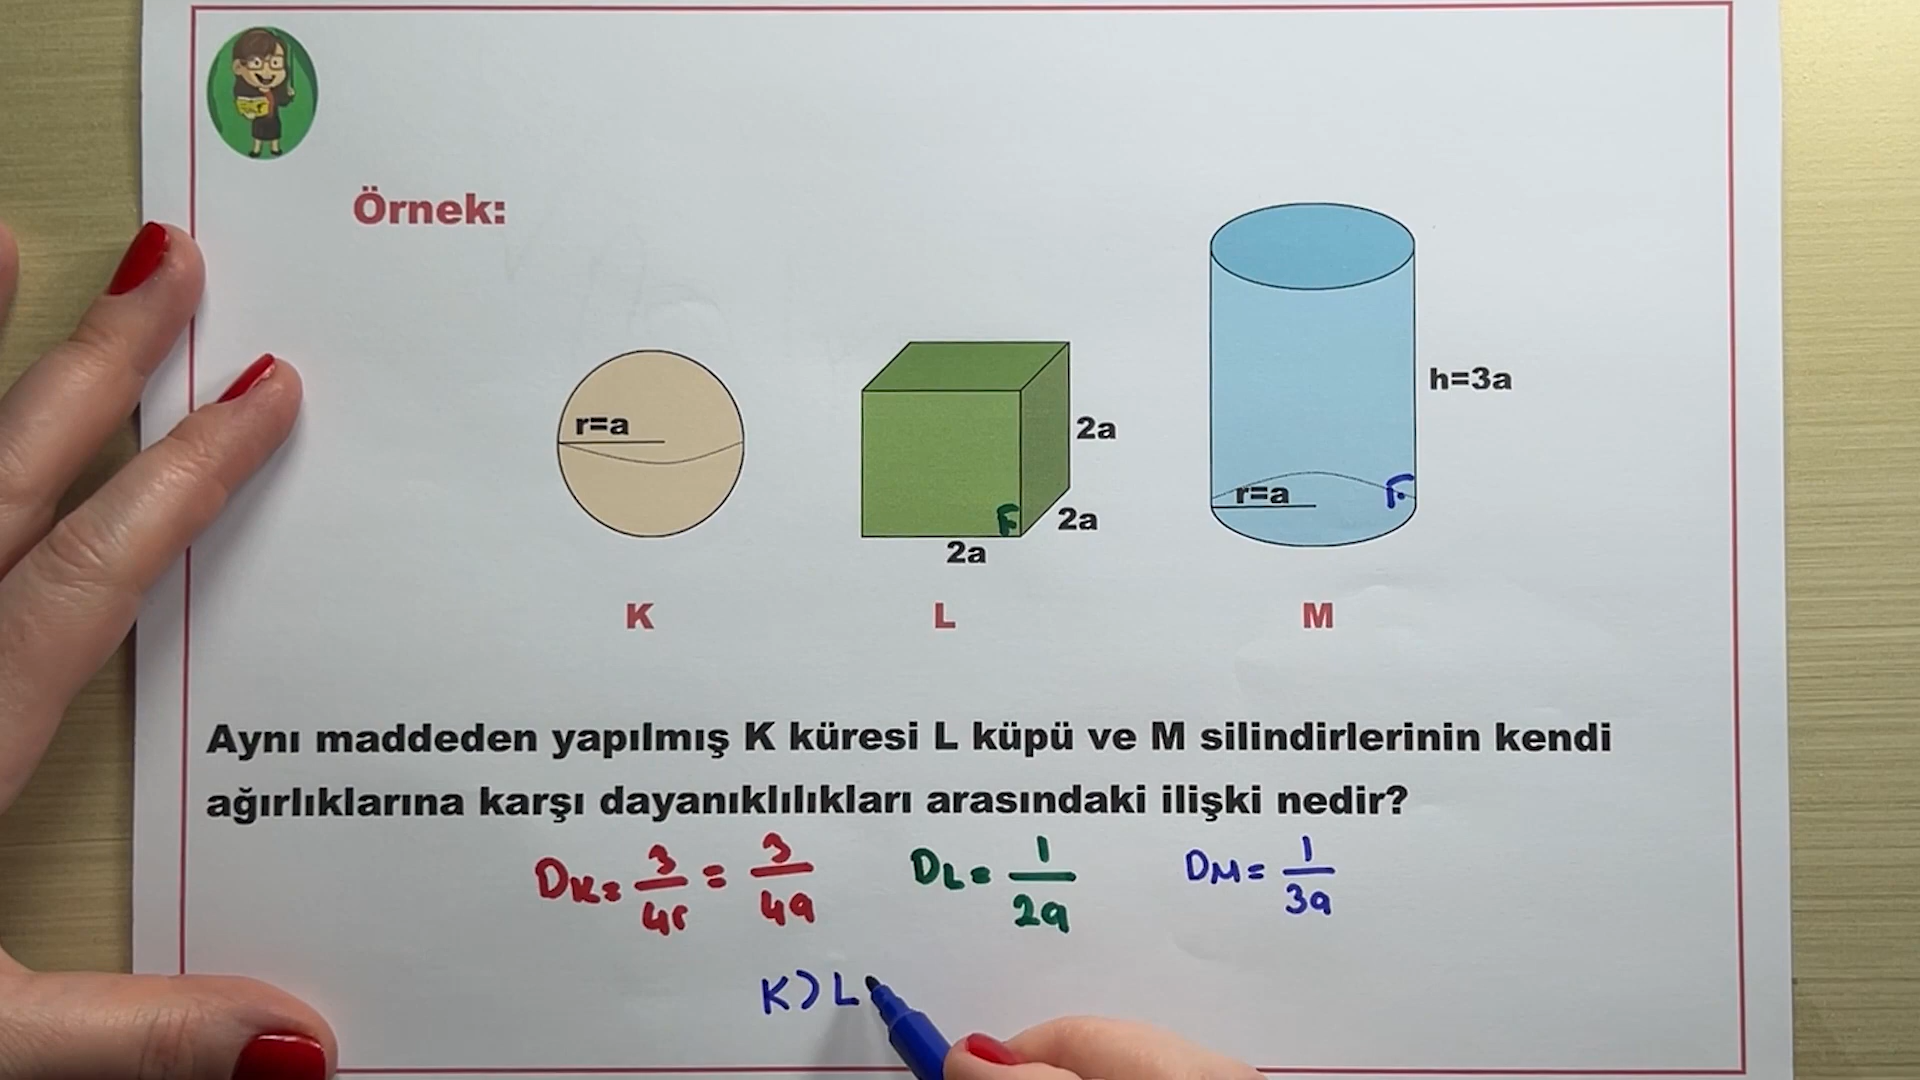 Örnek:
r=a
2a
2a
2a
F
h=3a
r=a
F
K
L
M
Aynı maddeden yapılmış K küresi L küpü ve M silindirlerinin kendi
ağırlıklarına karşı dayanıklılıkları arasındaki ilişki nedir?
DK = 3/4r = 3/4a
DL = 1/2a
DM = 1/3a
K > L